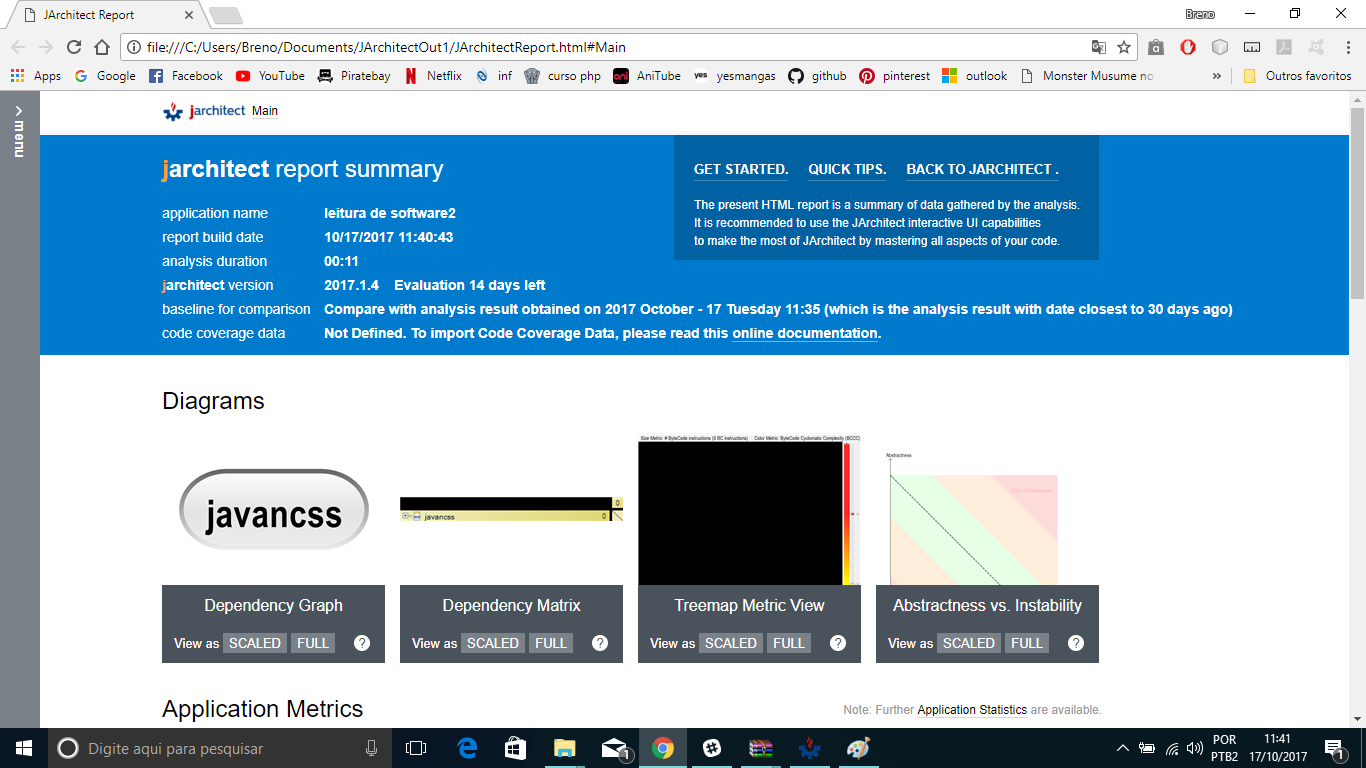 JArchitect Report
Breno
file:///C:/Users/Breno/Documents/JArchitectOut1/JArchitectReport.html#Main
Apps Google Facebook YouTube Piratebay Netflix inf curso php AniTube yesmangas github pinterest outlook Monster Musume no » Outros favoritos
menu
jarchitect Main
jarchitect report summary
GET STARTED. QUICK TIPS. BACK TO JARCHITECT .
The present HTML report is a summary of data gathered by the analysis.
It is recommended to use the JArchitect interactive UI capabilities
to make the most of JArchitect by mastering all aspects of your code.
application name leitura de software2
report build date 10/17/2017 11:40:43
analysis duration 00:11
jarchitect version 2017.1.4 Evaluation 14 days left
baseline for comparison Compare with analysis result obtained on 2017 October - 17 Tuesday 11:35 (which is the analysis result with date closest to 30 days ago)
code coverage data Not Defined. To import Code Coverage Data, please read this online documentation.
Diagrams
javancss
0
javancss 0
Size Metric: # ByteCode instructions (0 BC instructions) Color Metric: ByteCode Cyclomatic Complexity (BCCC)
Abstractness
Dependency Graph
View as SCALED FULL ?
Dependency Matrix
View as SCALED FULL ?
Treemap Metric View
View as SCALED FULL ?
Abstractness vs. Instability
View as SCALED FULL ?
Application Metrics
Note: Further Application Statistics are available.
Digite aqui para pesquisar
1
POR
PTB2
11:41
17/10/2017
1